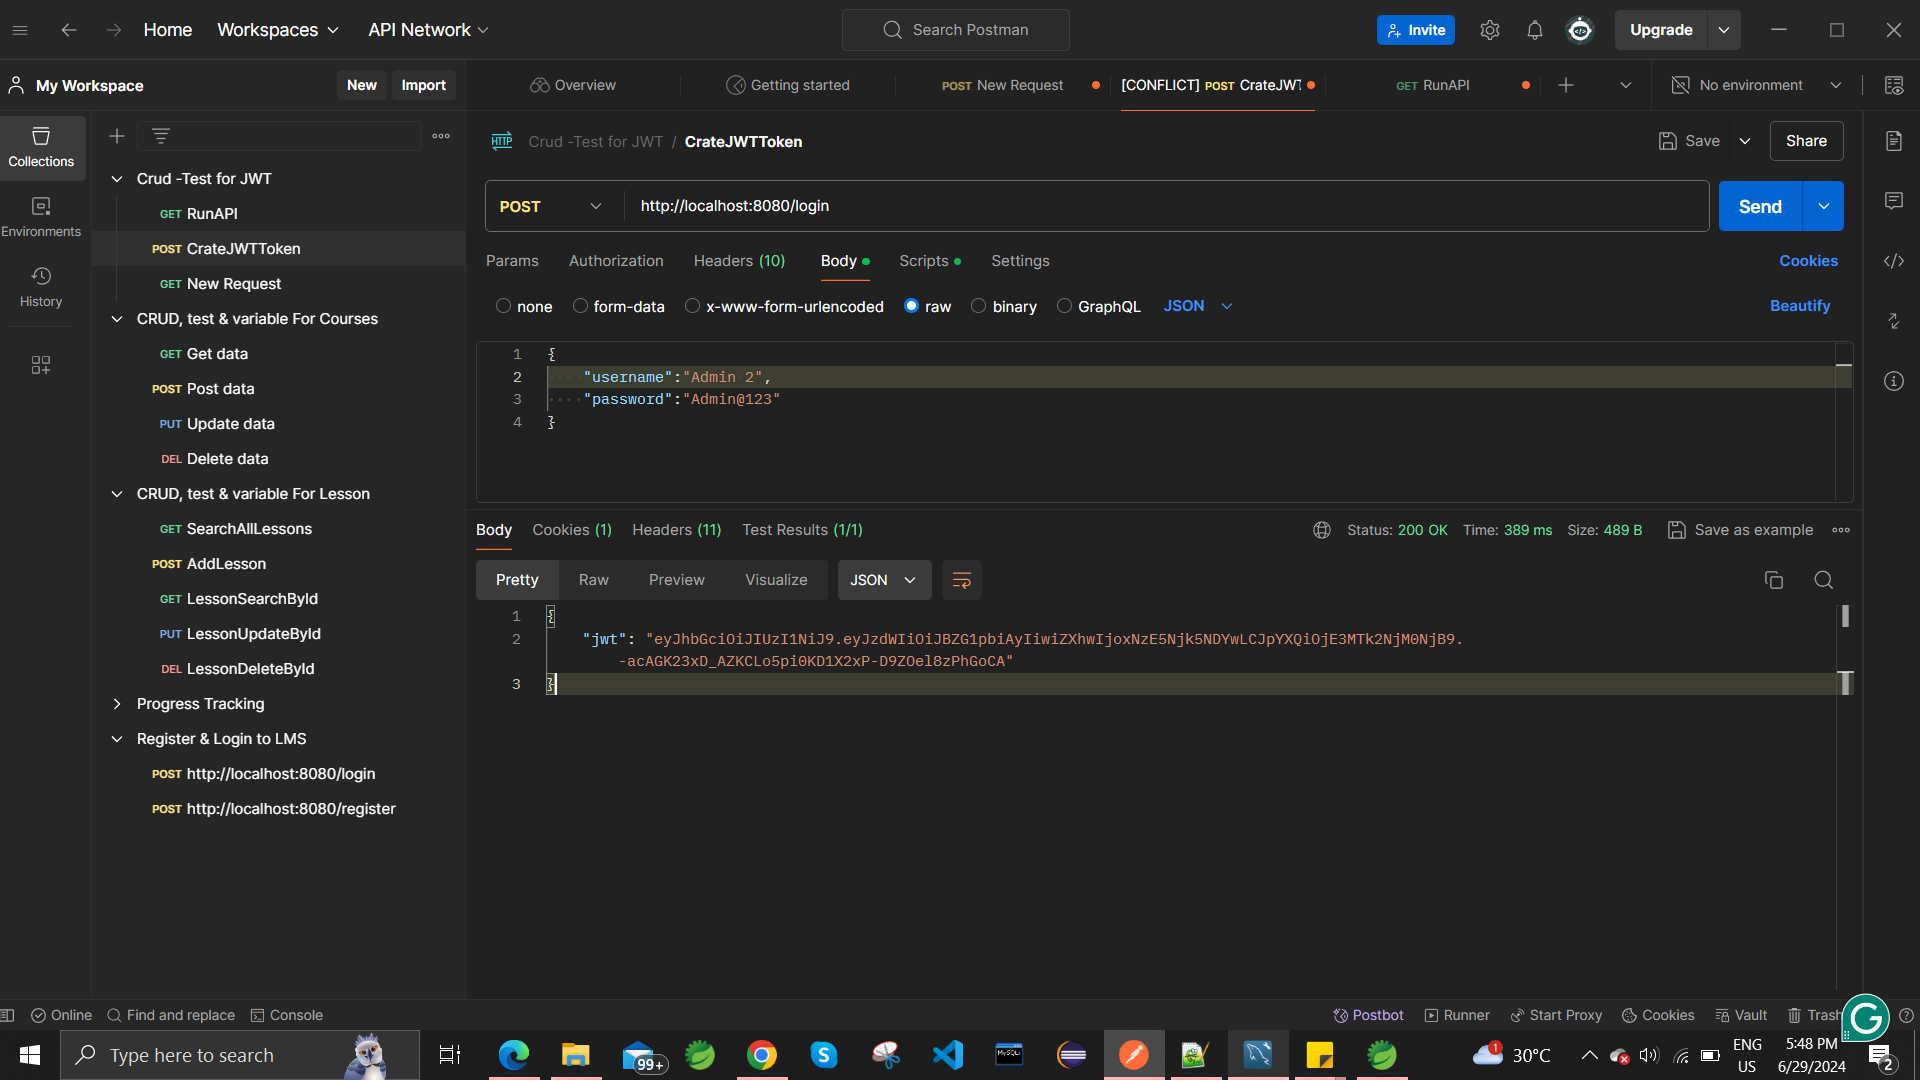 Home
Workspaces
API Network
Search Postman
Invite
Upgrade
My Workspace
New
Import
Overview
Getting started
POST New Request
[CONFLICT] POST CrateJWT
GET RunAPI
No environment
Collections
Environments
History
Crud -Test for JWT
GET RunAPI
POST CrateJWTToken
GET New Request
CRUD, test & variable For Courses
GET Get data
POST Post data
PUT Update data
DEL Delete data
CRUD, test & variable For Lesson
GET SearchAllLessons
POST AddLesson
GET LessonSearchById
PUT LessonUpdateById
DEL LessonDeleteById
Progress Tracking
Register & Login to LMS
POST http://localhost:8080/login
POST http://localhost:8080/register
HTTP Crud -Test for JWT / CrateJWTToken
Save
Share
POST http://localhost:8080/login
Send
Params Authorization Headers (10) Body Scripts Settings
Cookies
none form-data x-www-form-urlencoded raw binary GraphQL JSON
Beautify
1 {
2 "username":"Admin 2",
3 "password":"Admin@123"
4 }
Body Cookies (1) Headers (11) Test Results (1/1)
Status: 200 OK Time: 389 ms Size: 489 B Save as example
Pretty Raw Preview Visualize JSON
1 {
2 "jwt": "eyJhbGciOiJIUzI1NiJ9.eyJzdWIiOiJBZG1pbiAyIiwiZXhwIjoxNzE5Njk5NDYwLCJpYXQiOjE3MTk2NjM0NjB9.
-acAGK23xD_AZKCLo5pi0KD1X2xP-D9ZOel8zPhGoCA"
3 }
Online Find and replace Console
Postbot Runner Start Proxy Cookies Vault Trash
Type here to search
99+
MySQL
1
30°C
ENG
US
5:48 PM
6/29/2024
2